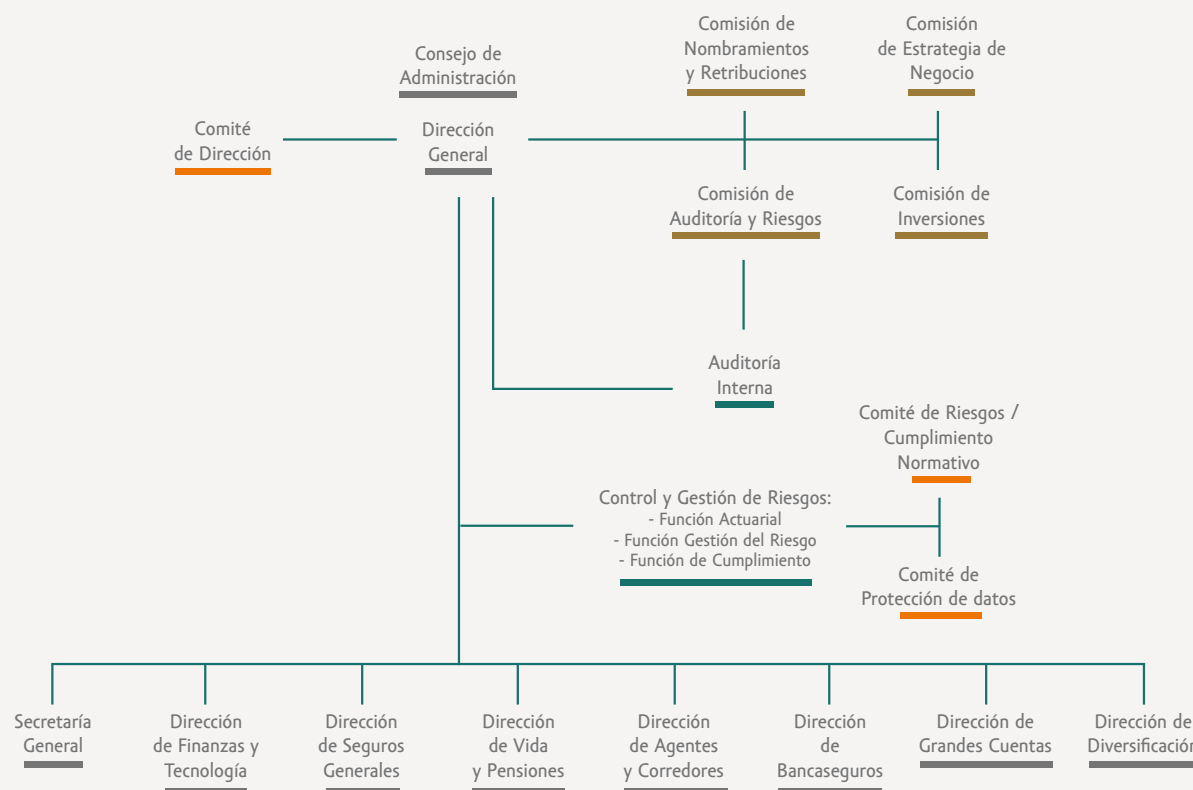 Consejo de
Administración
Comisión de
Nombramientos
y Retribuciones
Comisión
de Estrategia de
Negocio
Comité
de Dirección
Dirección
General
Comisión de
Auditoría y Riesgos
Comisión de
Inversiones
Auditoría
Interna
Comité de Riesgos /
Cumplimiento
Normativo
Control y Gestión de Riesgos:
- Función Actuarial
- Función Gestión del Riesgo
- Función de Cumplimiento
Comité de
Protección de datos
Secretaría
General
Dirección
de Finanzas y
Tecnología
Dirección
de Seguros
Generales
Dirección
de Vida
y Pensiones
Dirección
de Agentes
y Corredores
Dirección
de
Bancaseguros
Dirección de
Grandes Cuentas
Dirección de
Diversificación